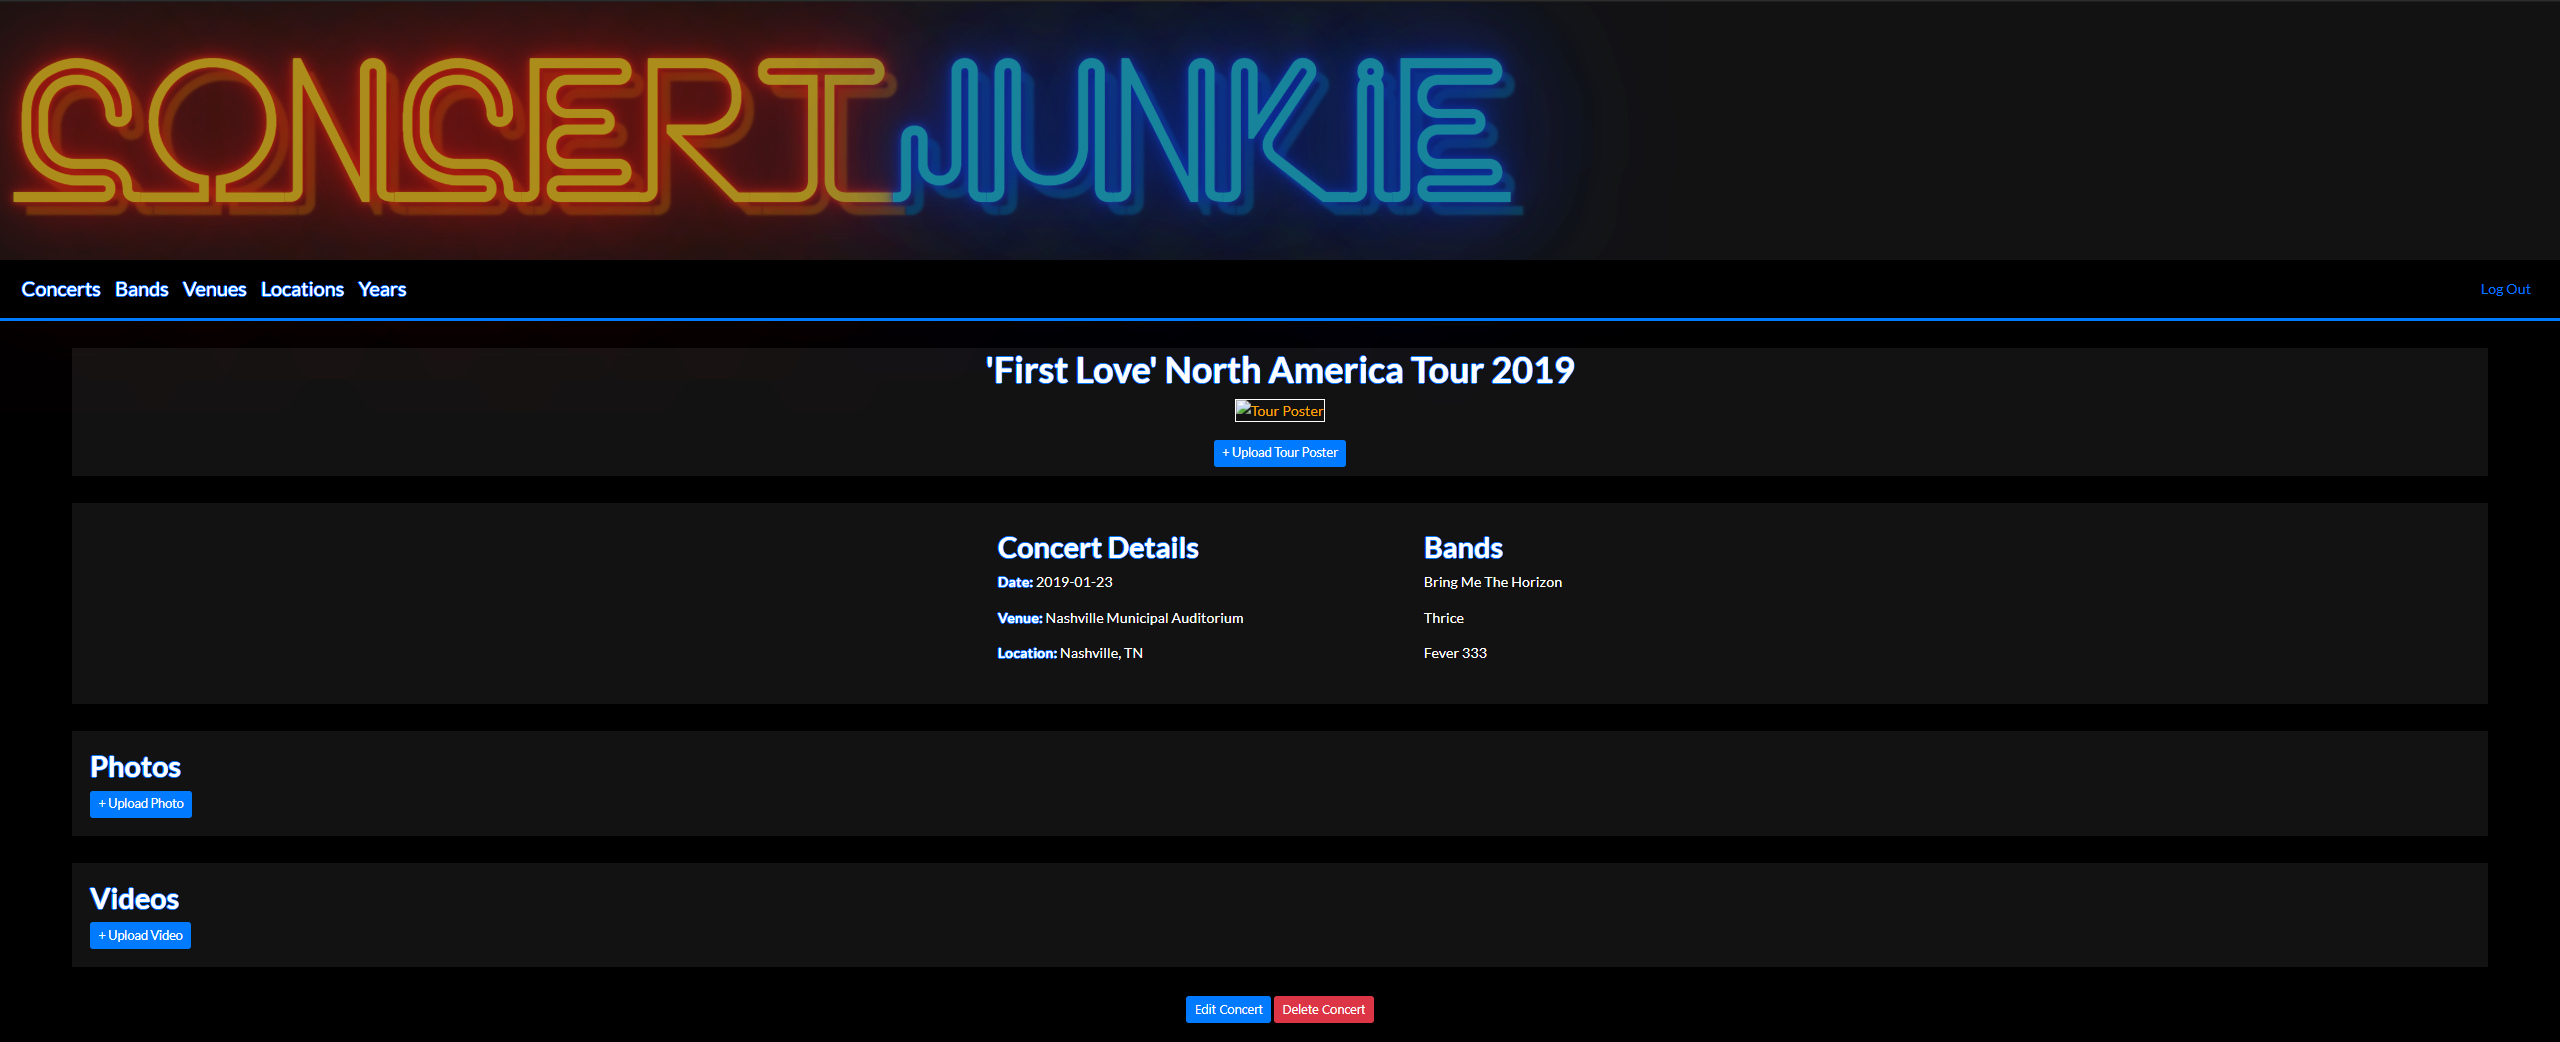 CONCERTJUNKIE
Concerts Bands Venues Locations Years Log Out
'First Love' North America Tour 2019
Tour Poster
+ Upload Tour Poster
Concert Details
Date: 2019-01-23
Venue: Nashville Municipal Auditorium
Location: Nashville, TN
Bands
Bring Me The Horizon
Thrice
Fever 333
Photos
+ Upload Photo
Videos
+ Upload Video
Edit Concert Delete Concert